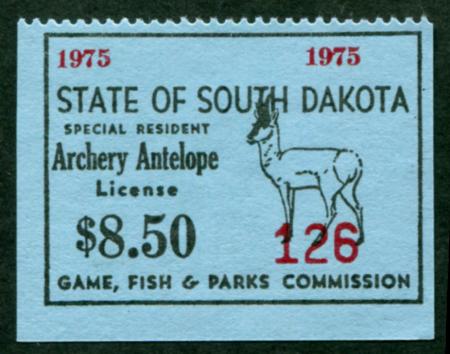 1975 1975
STATE OF SOUTH DAKOTA
SPECIAL RESIDENT
Archery Antelope
License
$8.50
126
GAME, FISH & PARKS COMMISSION